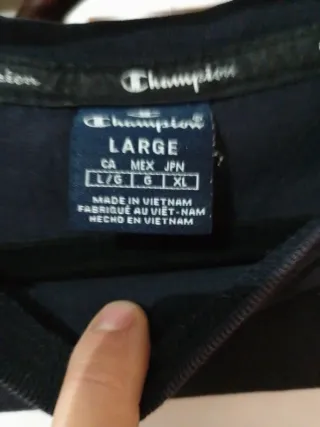 Champion
Champion
LARGE
CA MEX JPN
L/G G XL
MADE IN VIETNAM
FABRIQUÉ AU VIÊT-NAM
HECHO EN VIETNAM